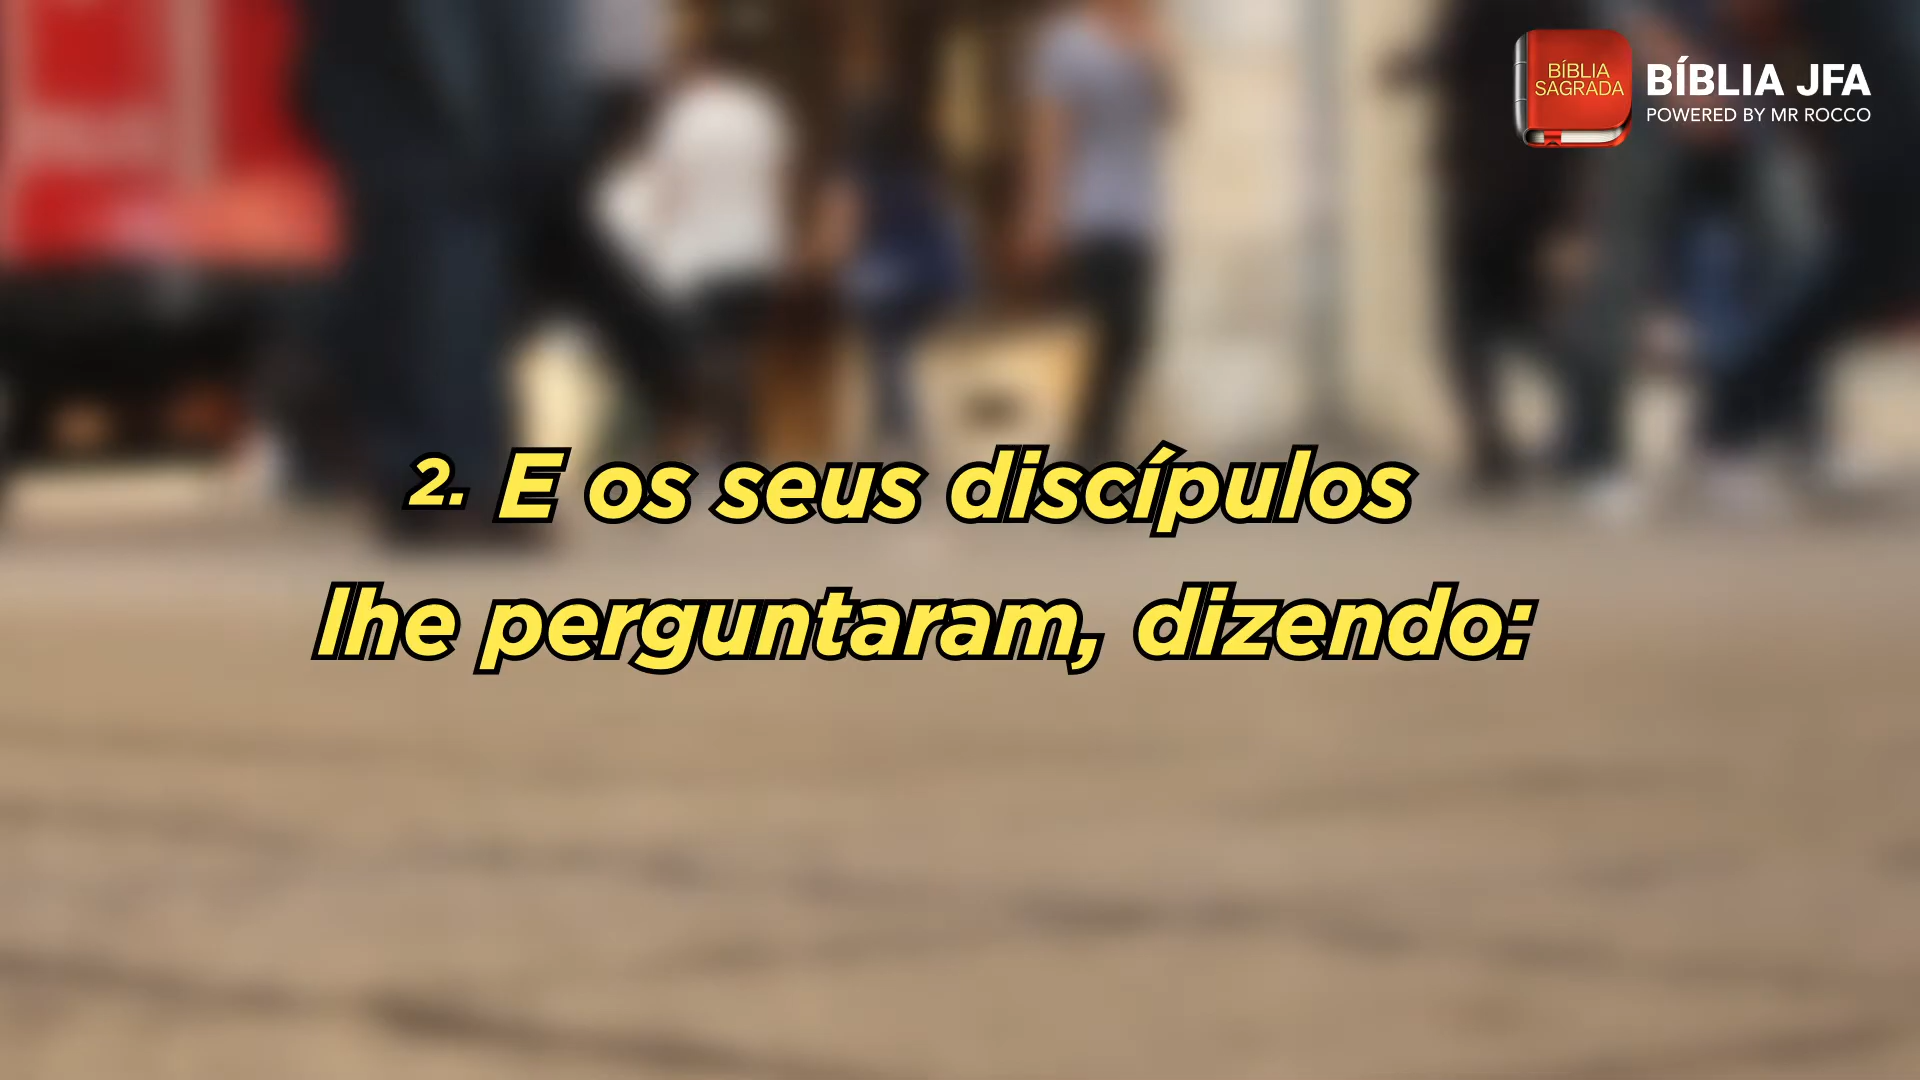 BÍBLIA
SAGRADA
BÍBLIA JFA
POWERED BY MR ROCCO
2. E os seus discípulos
lhe perguntaram, dizendo: